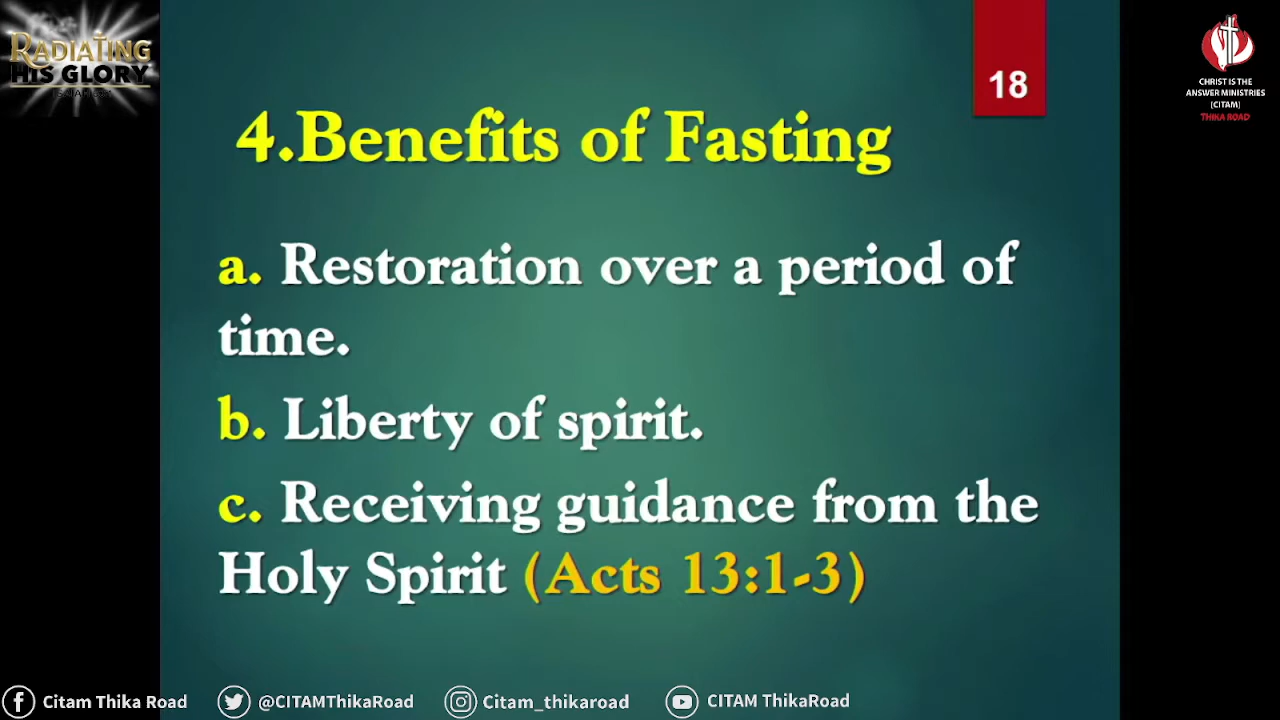 RADIATING
HIS GLORY
18
CHRIST IS THE
ANSWER MINISTRIES
(CITAM)
THIKA ROAD
4.Benefits of Fasting
a. Restoration over a period of
time.
b. Liberty of spirit.
c. Receiving guidance from the
Holy Spirit (Acts 13:1-3)
Citam Thika Road @CITAMThikaRoad Citam_thikaroad CITAM ThikaRoad